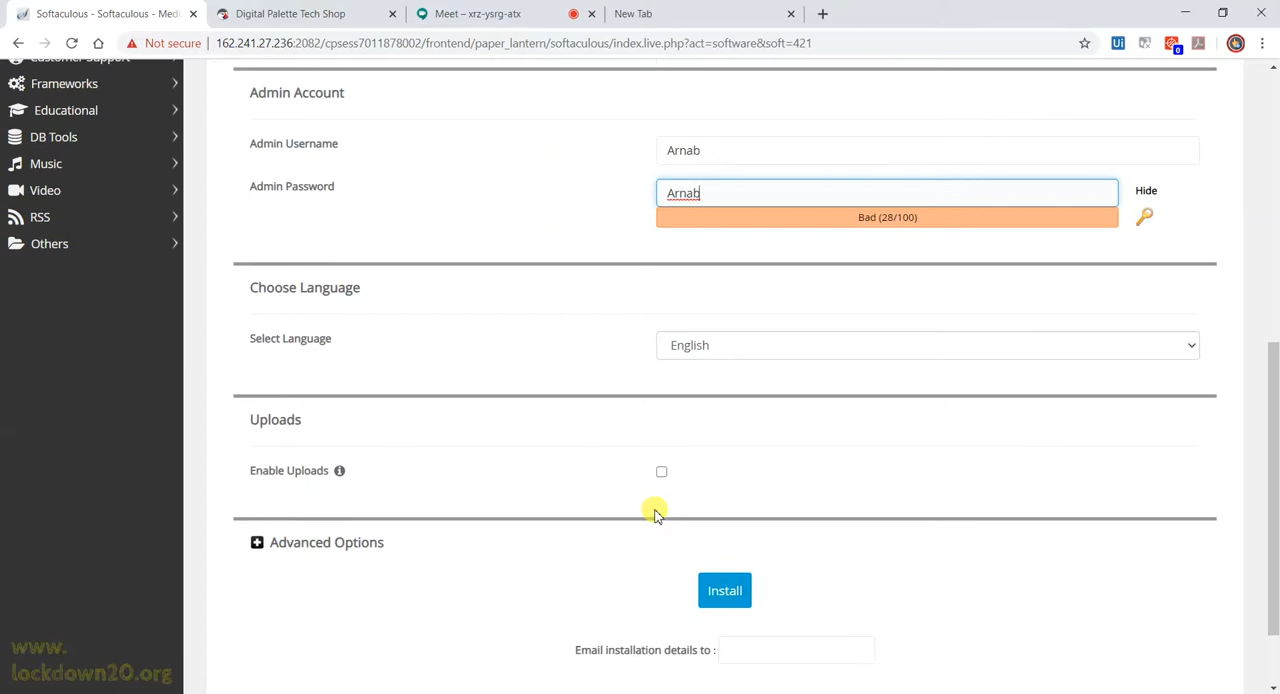 Softaculous - Softaculous - Medi
Digital Palette Tech Shop
Meet – xrz-ysrg-atx
New Tab
Not secure
162.241.27.236:2082/cpsess7011878002/frontend/paper_lantern/softaculous/index.live.php?act=software&soft=421
Customer Support
Frameworks
Educational
DB Tools
Music
Video
RSS
Others
Admin Account
Admin Username
Arnab
Admin Password
Arnab
Hide
Bad (28/100)
Choose Language
Select Language
English
Uploads
Enable Uploads
Advanced Options
Install
Email installation details to :
www.
lockdown20.org